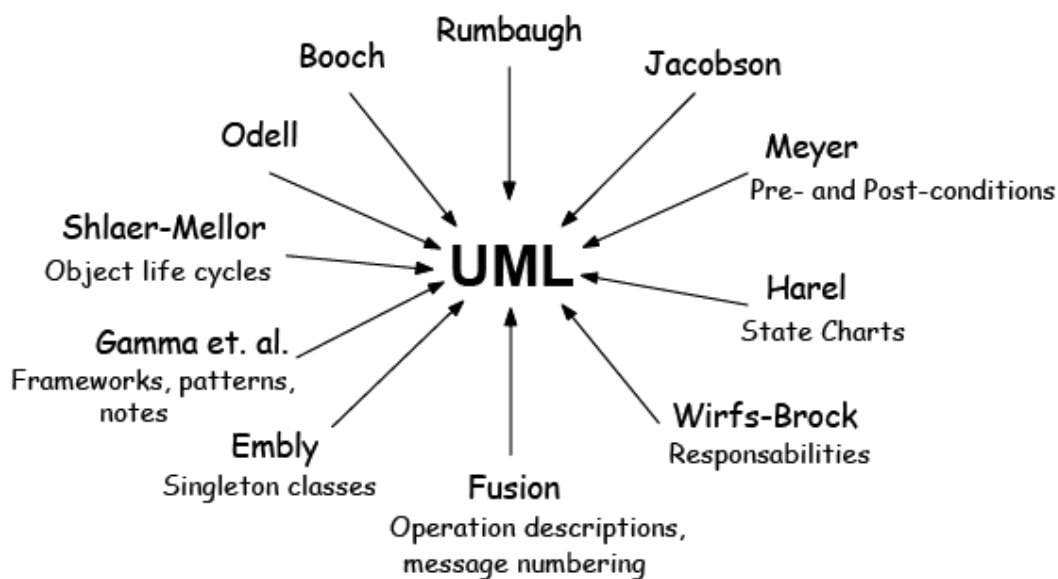 Rumbaugh
Booch
Jacobson
Odell
Meyer
Pre- and Post-conditions
Shlaer-Mellor
Object life cycles
UML
Harel
State Charts
Gamma et. al.
Frameworks, patterns,
notes
Wirfs-Brock
Responsabilities
Embly
Singleton classes
Fusion
Operation descriptions,
message numbering